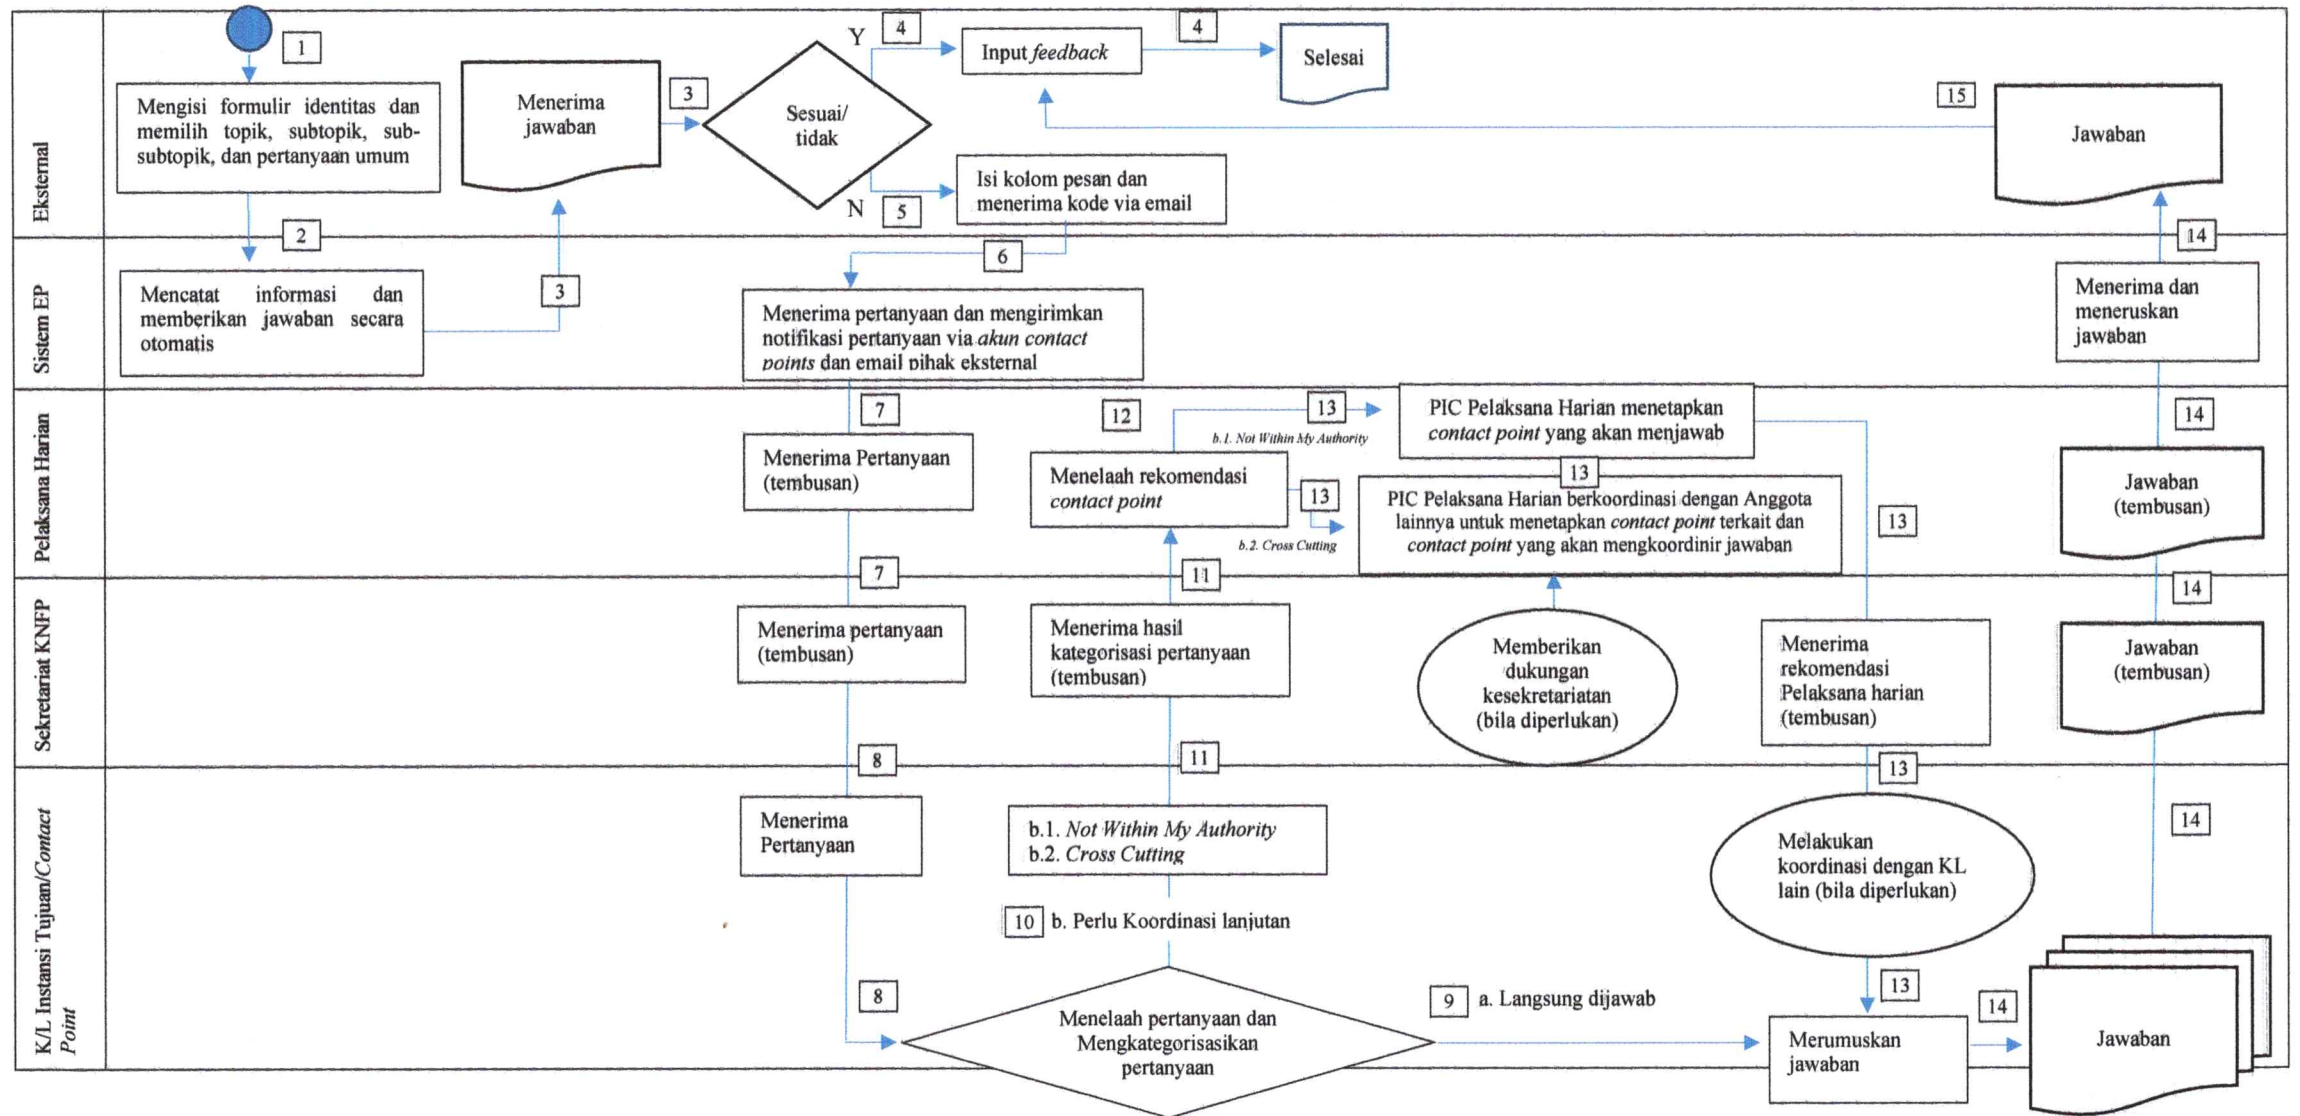 Eksternal
1
Mengisi formulir identitas dan
memilih topik, subtopik, sub-
subtopik, dan pertanyaan umum
2
Menerima
jawaban
3
Sesuai/
tidak
Y
4
Input feedback
4
Selesai
N
5
Isi kolom pesan dan
menerima kode via email
15
Jawaban
14
Sistem EP
Mencatat informasi dan
memberikan jawaban secara
otomatis
3
6
Menerima pertanyaan dan mengirimkan
notifikasi pertanyaan via akun contact
points dan email pihak eksternal
Menerima dan
meneruskan
jawaban
Pelaksana Harian
7
Menerima Pertanyaan
(tembusan)
7
12
13
b.1. Not Within My Authority
Menelaah rekomendasi
contact point
13
b.2. Cross Cutting
11
PIC Pelaksana Harian menetapkan
contact point yang akan menjawab
13
PIC Pelaksana Harian berkoordinasi dengan Anggota
lainnya untuk menetapkan contact point terkait dan
contact point yang akan mengkoordinir jawaban
13
14
Jawaban
(tembusan)
14
Sekretariat KNFP
Menerima pertanyaan
(tembusan)
8
Menerima hasil
kategorisasi pertanyaan
(tembusan)
11
Memberikan
dukungan
kesekretariatan
(bila diperlukan)
Menerima
rekomendasi
Pelaksana harian
(tembusan)
13
Jawaban
(tembusan)
K/L Instansi Tujuan/Contact
Point
Menerima
Pertanyaan
8
b.1. Not Within My Authority
b.2. Cross Cutting
10 b. Perlu Koordinasi lanjutan
Menelaah pertanyaan dan
Mengkategorisasikan
pertanyaan
9 a. Langsung dijawab
Melakukan
koordinasi dengan KL
lain (bila diperlukan)
13
Merumuskan
jawaban
14
14
Jawaban